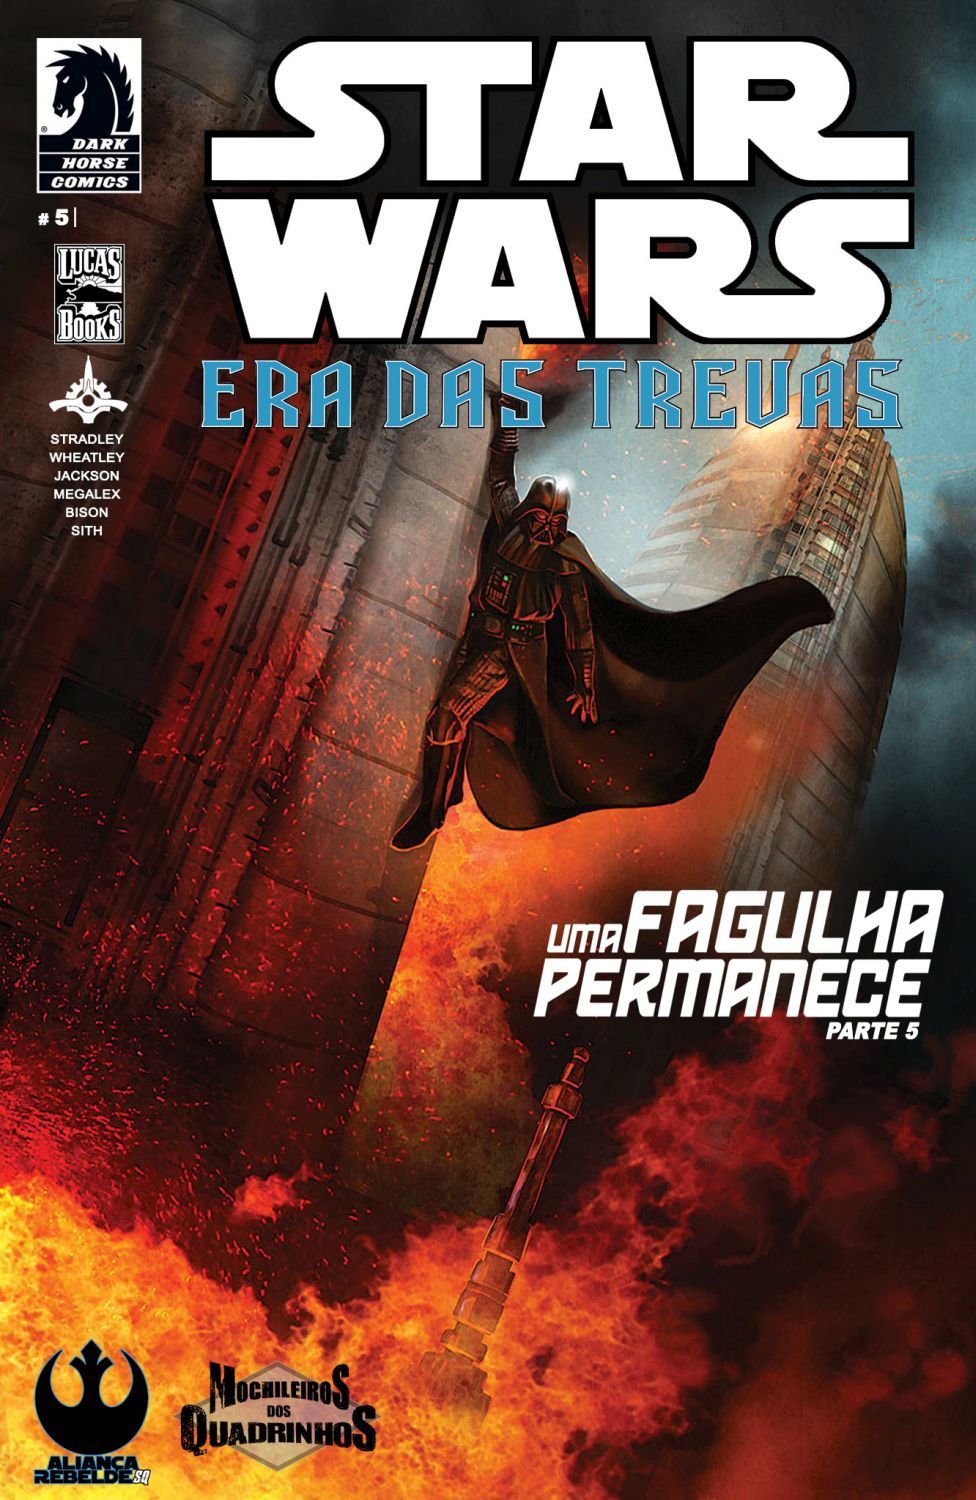 STAR
WARS
ERA DAS TREVAS
DARK
HORSE
COMICS
# 5
LUCAS
BOOKS
STRADLEY
WHEATLEY
JACKSON
MEGALEX
BISON
SITH
UMA FAGULHA
PERMANECE
PARTE 5
ALIANÇA
REBELDE.SQ
MOCHILEIROS
DOS
QUADRINHOS